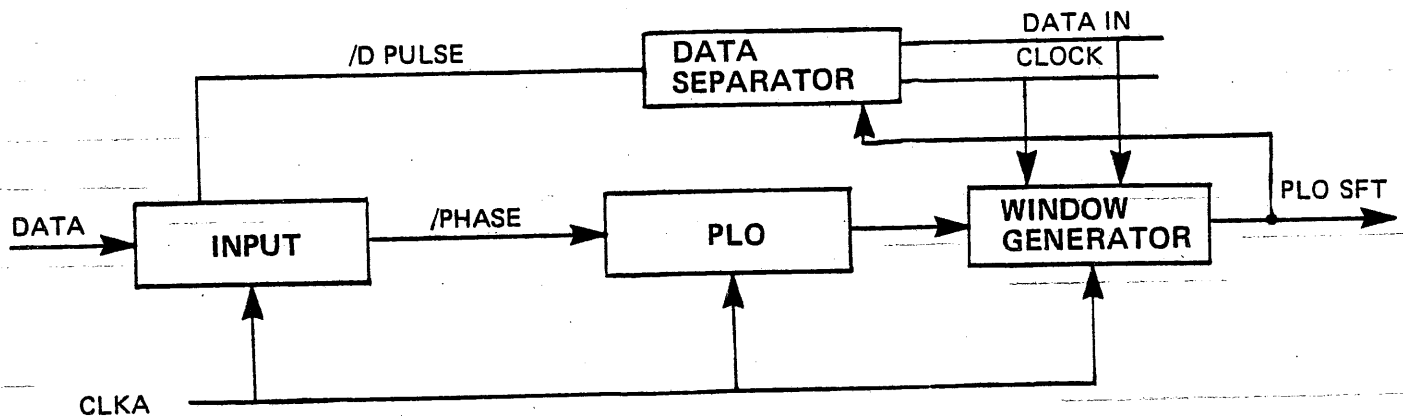 DATA IN
/D PULSE
DATA
SEPARATOR
CLOCK
DATA
INPUT
/PHASE
PLO
WINDOW
GENERATOR
PLO SFT
CLKA